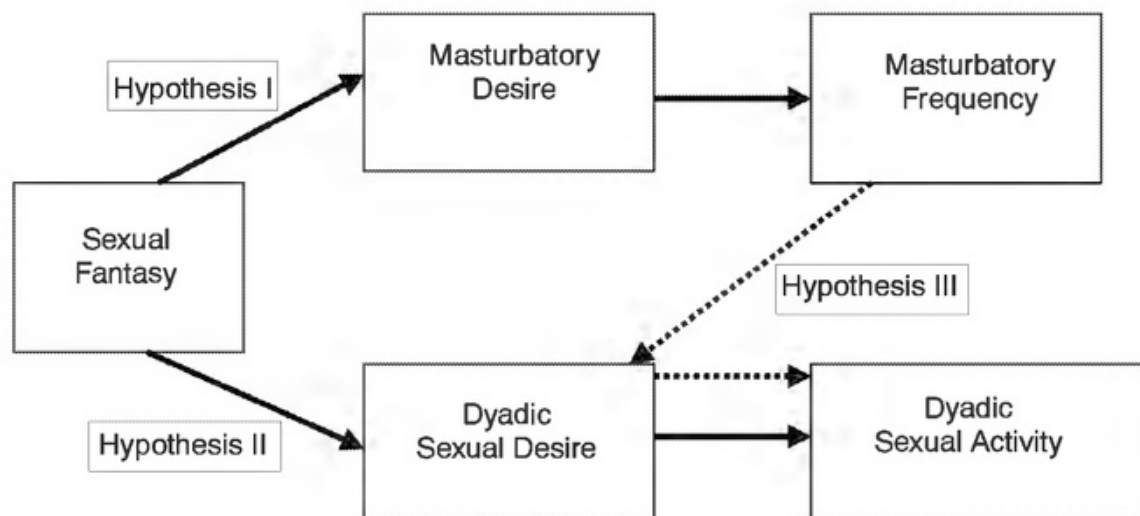 Masturbatory
Desire
Masturbatory
Frequency
Hypothesis I
Sexual
Fantasy
Hypothesis III
Hypothesis II
Dyadic
Sexual Desire
Dyadic
Sexual Activity